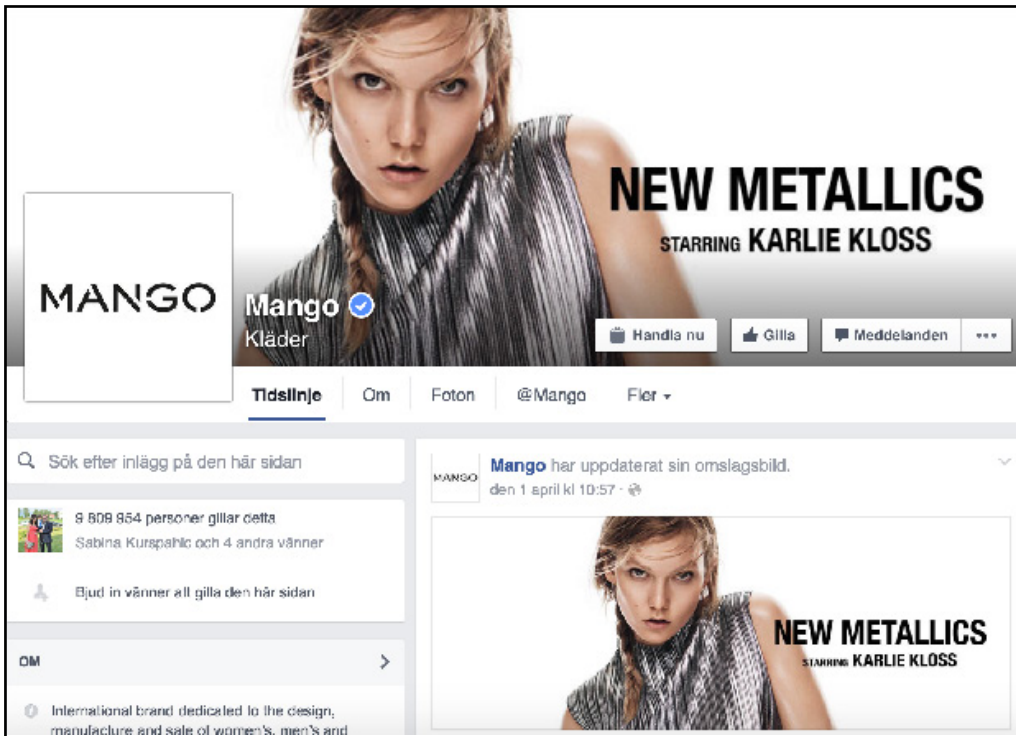 NEW METALLICS
STARRING KARLIE KLOSS
MANGO
Mango
Kläder
Handla nu
Gilla
Meddelanden
Tidslinje
Om
Foton
@Mango
Fler
Sök efter inlägg på den här sidan
9 809 954 personer gillar detta
Sabina Kurspahic och 4 andra vänner
Bjud in vänner att gilla den här sidan
OM
International brand dedicated to the design,
manufacture and sale of women's, men's and
MANGO
Mango har uppdaterat sin omslagsbild.
den 1 april kl 10:57 ·
NEW METALLICS
STARRING KARLIE KLOSS